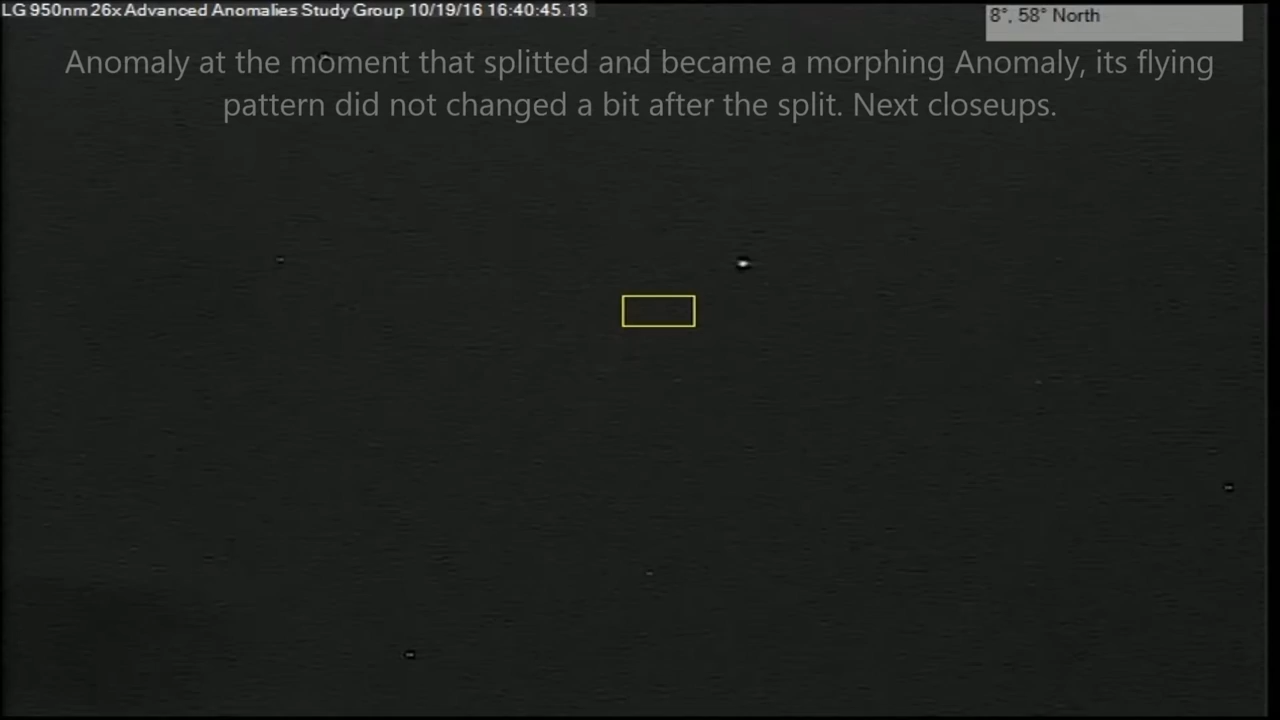 LG 950nm 26x Advanced Anomalies Study Group 10/19/16 16:40:45.13
8°, 58° North
Anomaly at the moment that splitted and became a morphing Anomaly, its flying
pattern did not changed a bit after the split. Next closeups.